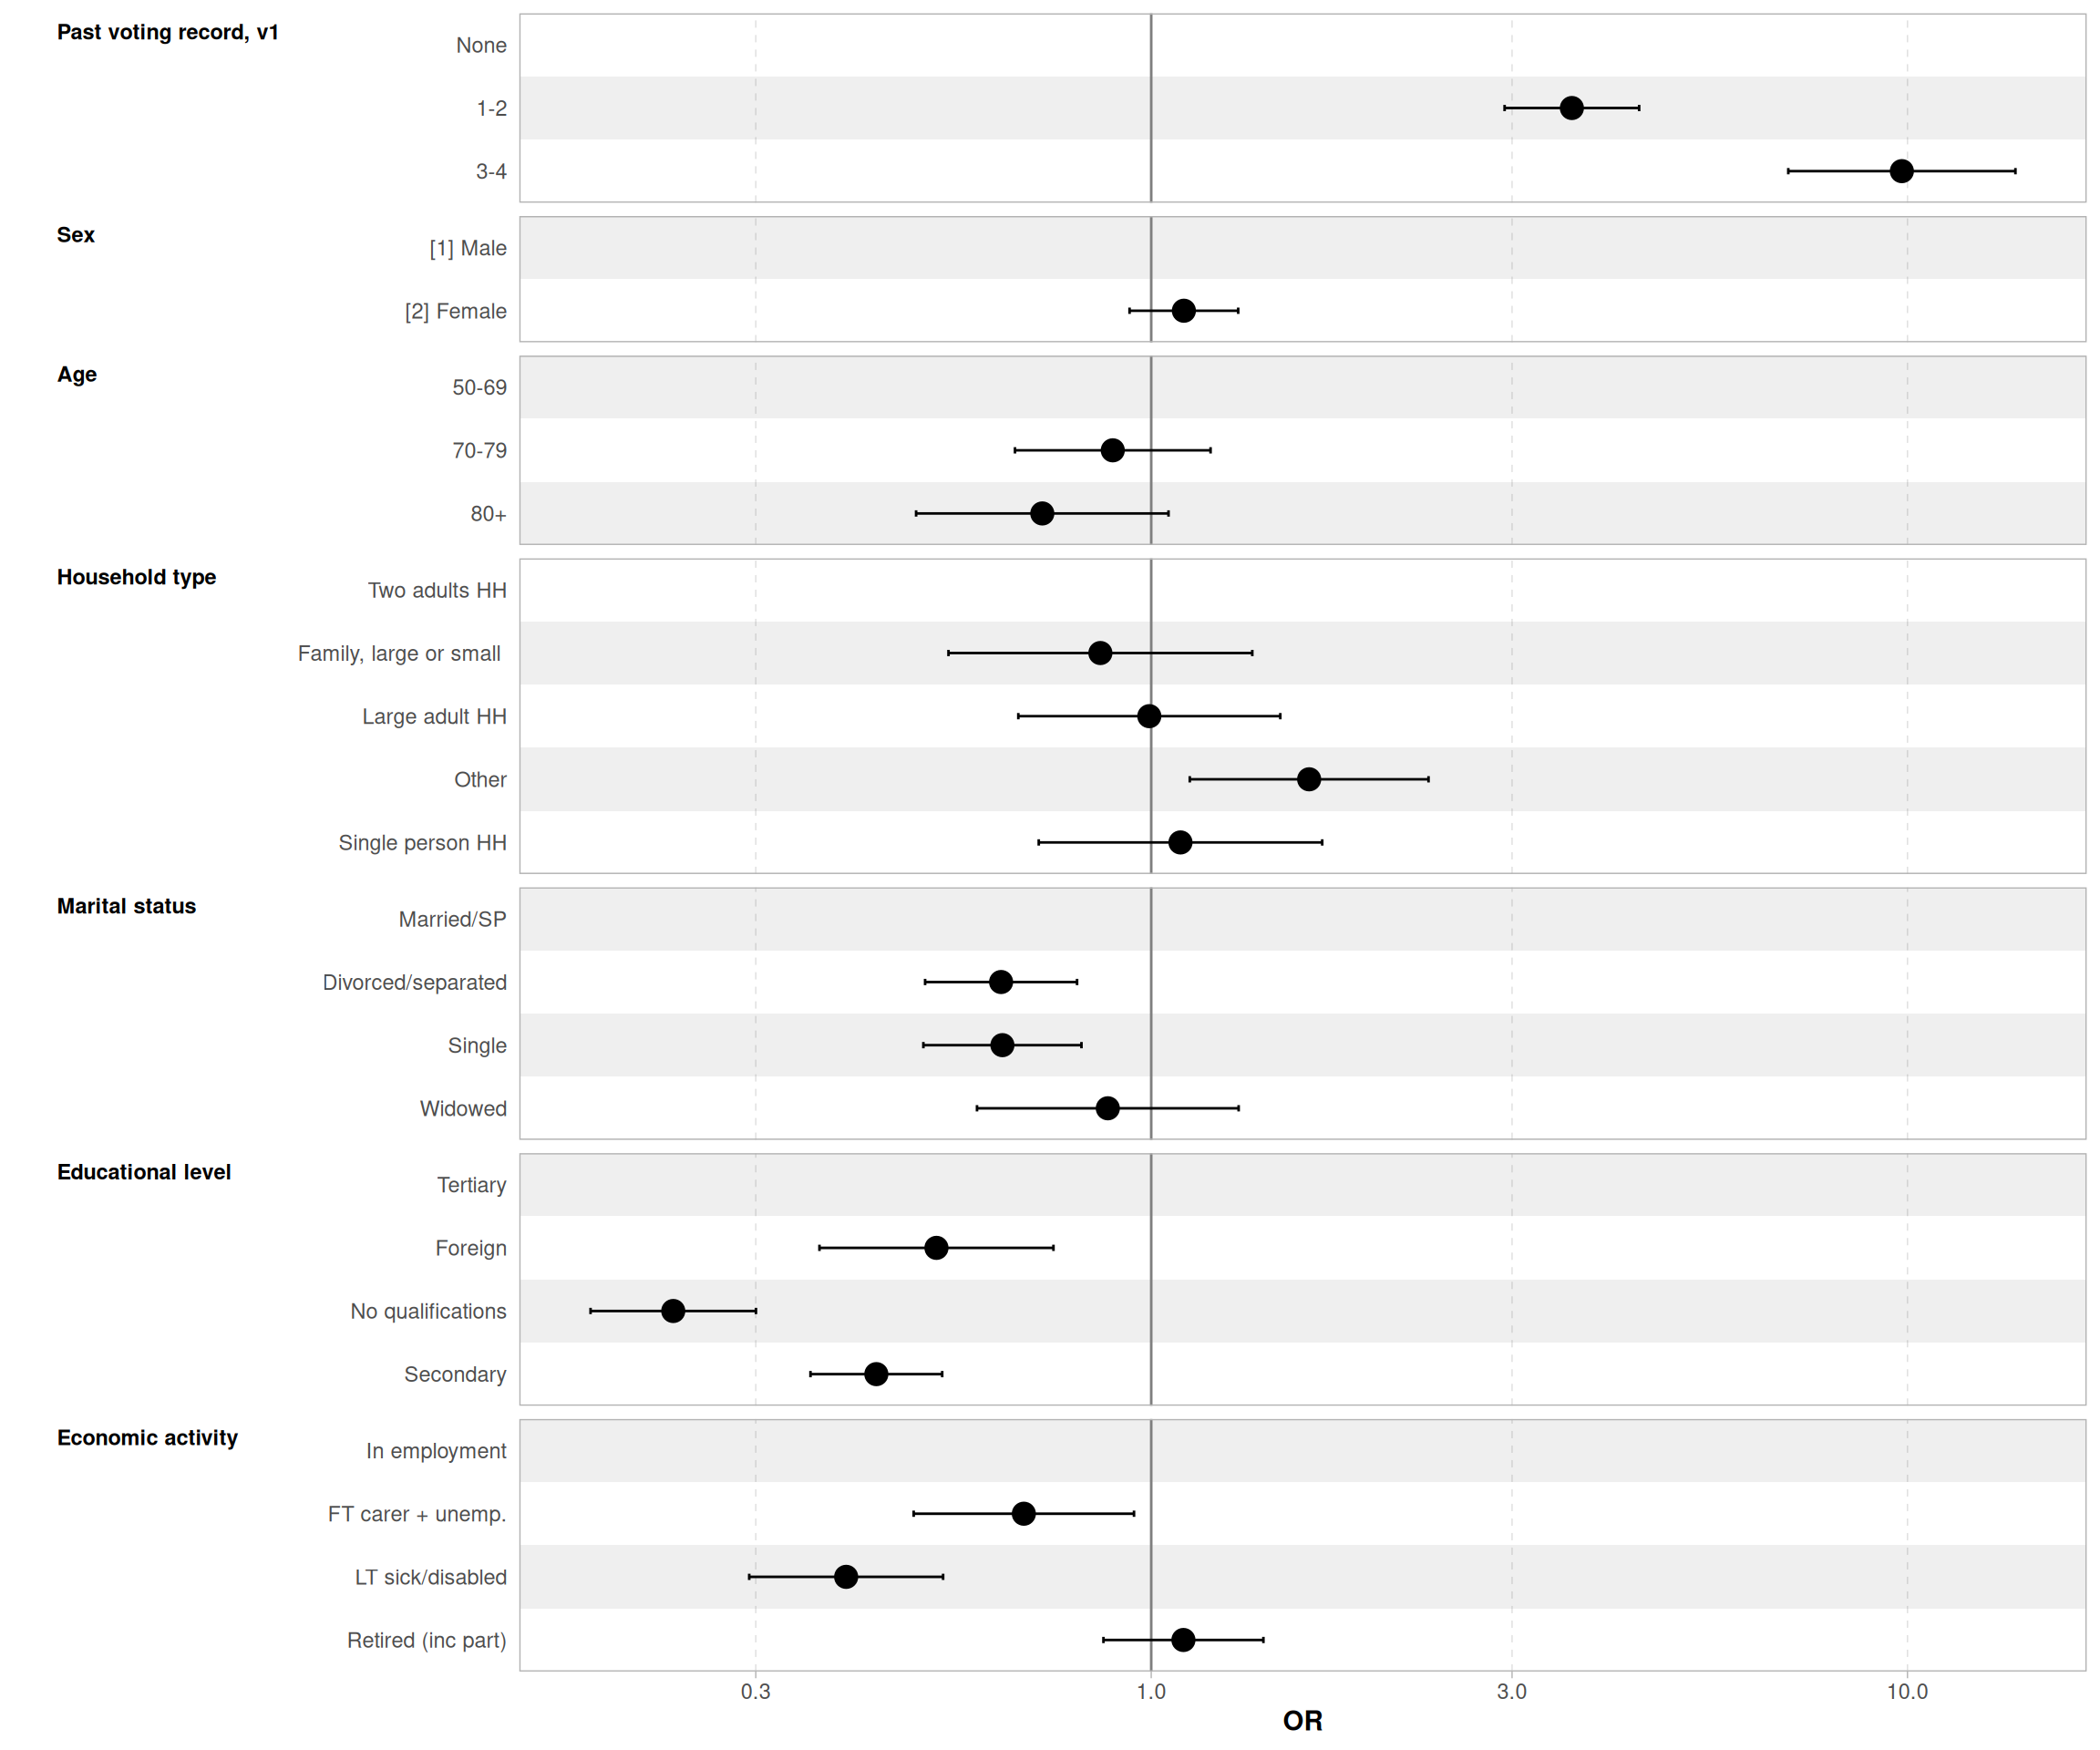 Past voting record, v1
None
1-2
3-4
Sex
[1] Male
[2] Female
Age
50-69
70-79
80+
Household type
Two adults HH
Family, large or small
Large adult HH
Other
Single person HH
Marital status
Married/SP
Divorced/separated
Single
Widowed
Educational level
Tertiary
Foreign
No qualifications
Secondary
Economic activity
In employment
FT carer + unemp.
LT sick/disabled
Retired (inc part)
0.3 1.0 3.0 10.0
OR